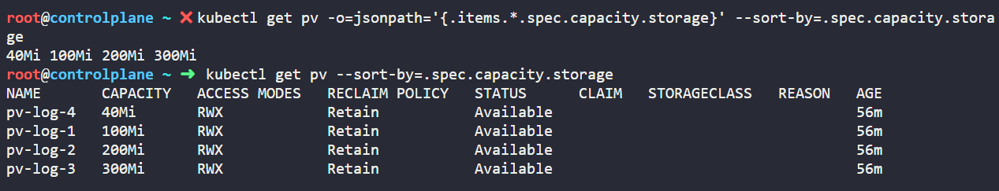 root@controlplane ~ ✖ kubectl get pv -o=jsonpath='{.items.*.spec.capacity.storage}' --sort-by=.spec.capacity.stora
ge
40Mi 100Mi 200Mi 300Mi
root@controlplane ~ ➜ kubectl get pv --sort-by=.spec.capacity.storage
NAME CAPACITY ACCESS MODES RECLAIM POLICY STATUS CLAIM STORAGECLASS REASON AGE
pv-log-4 40Mi RWX Retain Available 56m
pv-log-1 100Mi RWX Retain Available 56m
pv-log-2 200Mi RWX Retain Available 56m
pv-log-3 300Mi RWX Retain Available 56m